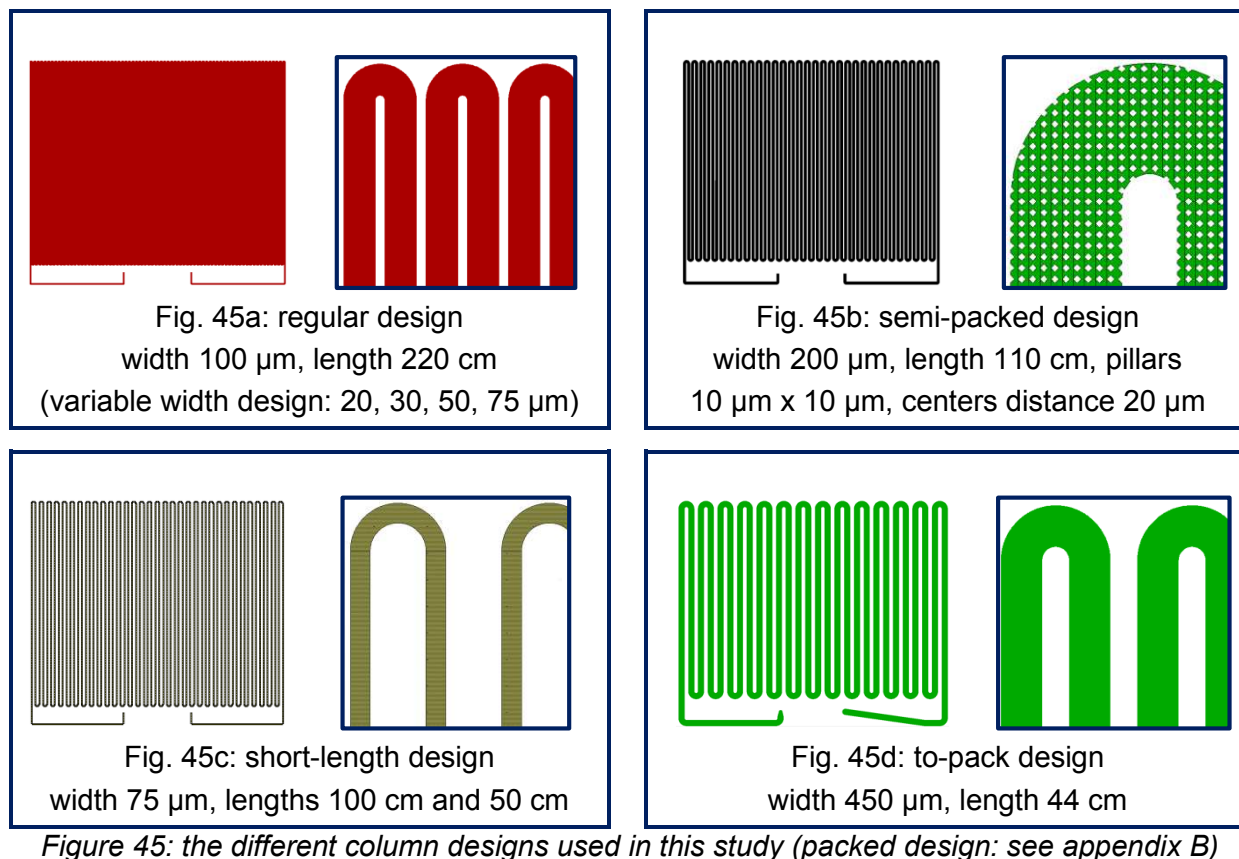 Fig. 45a: regular design
width 100 µm, length 220 cm
(variable width design: 20, 30, 50, 75 µm)
Fig. 45b: semi-packed design
width 200 µm, length 110 cm, pillars
10 µm x 10 µm, centers distance 20 µm
Fig. 45c: short-length design
width 75 µm, lengths 100 cm and 50 cm
Fig. 45d: to-pack design
width 450 µm, length 44 cm
Figure 45: the different column designs used in this study (packed design: see appendix B)